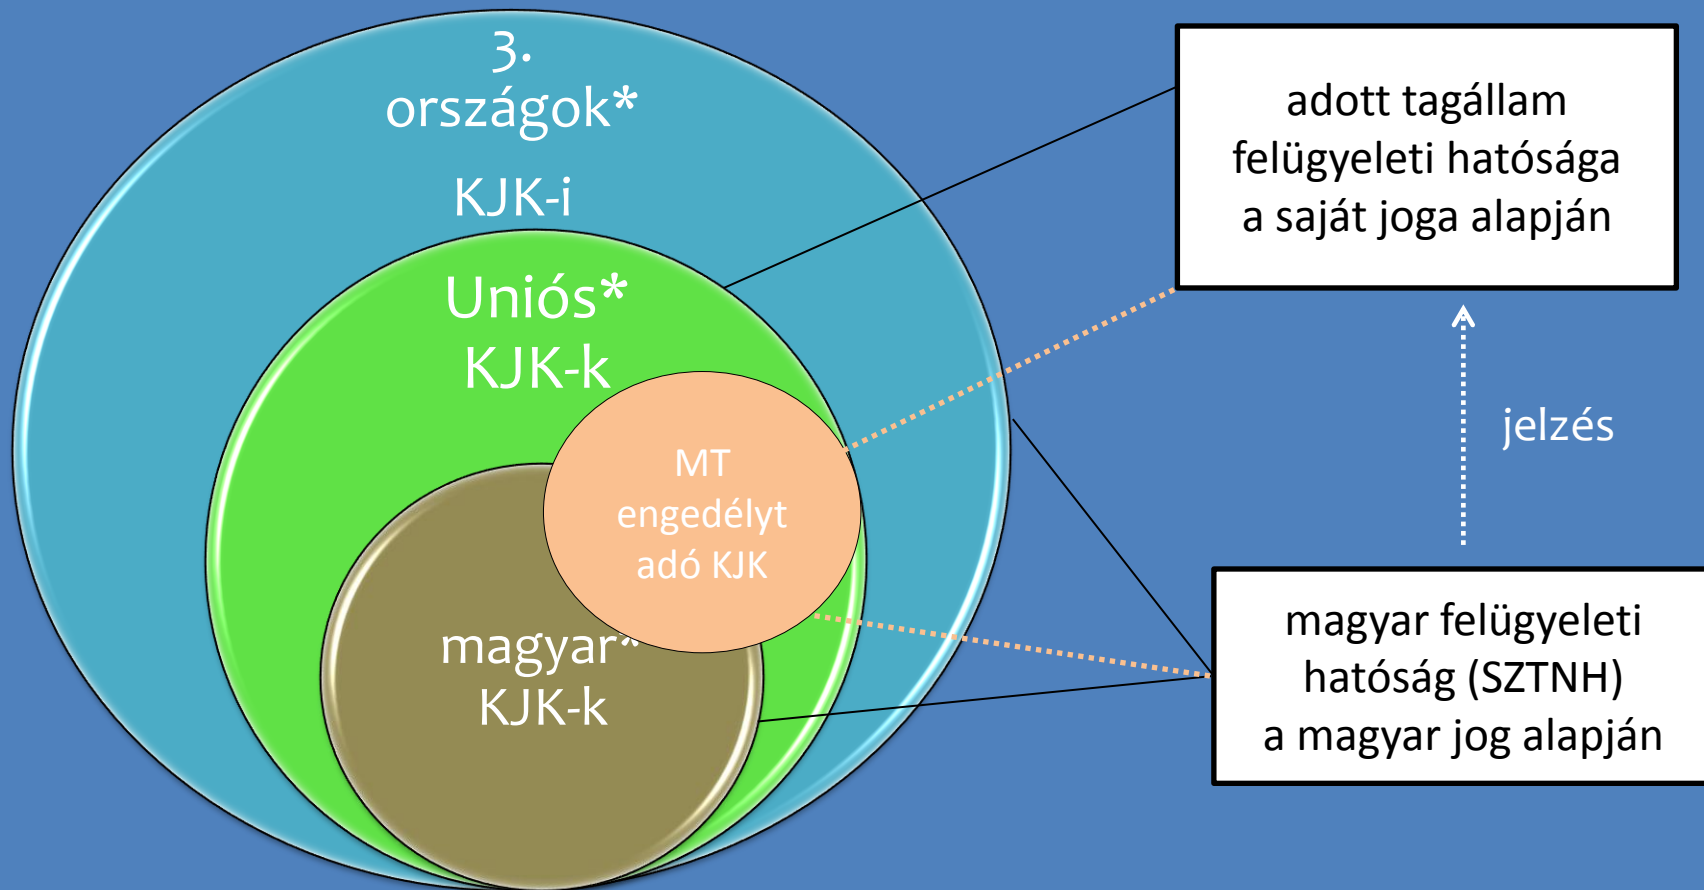 3.
országok*
KJK-i
Uniós*
KJK-k
MT
engedélyt
adó KJK
magyar*
KJK-k
adott tagállam
felügyeleti hatósága
a saját joga alapján
jelzés
magyar felügyeleti
hatóság (SZTNH)
a magyar jog alapján